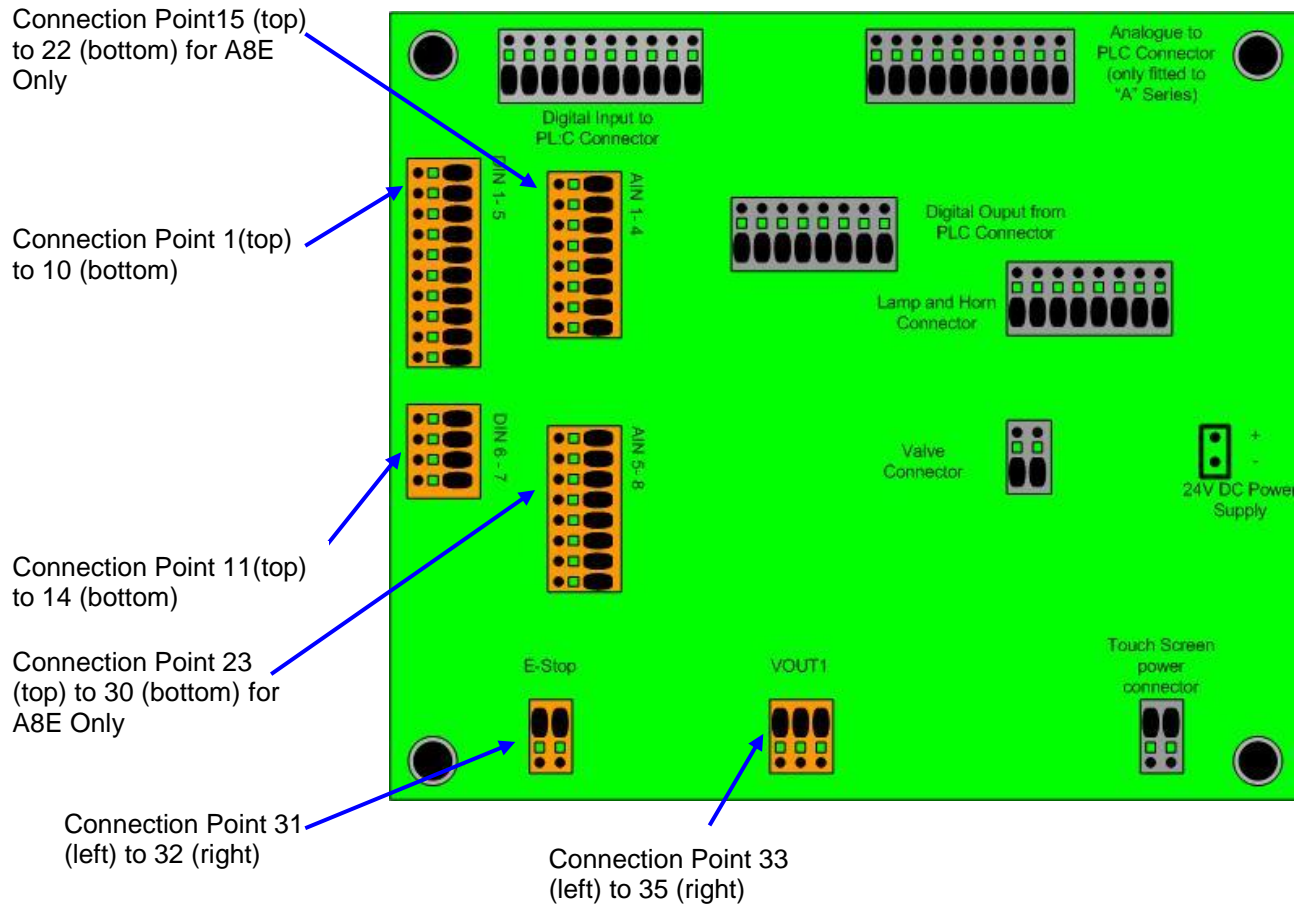 Connection Point15 (top)
to 22 (bottom) for A8E
Only
Connection Point 1(top)
to 10 (bottom)
Connection Point 11(top)
to 14 (bottom)
Connection Point 23
(top) to 30 (bottom) for
A8E Only
Connection Point 31
(left) to 32 (right)
Connection Point 33
(left) to 35 (right)
Digital Input to
PL:C Connector
Analogue to
PLC Connector
(only fitted to
"A" Series)
DIN 1- 5
AIN 1- 4
Digital Ouput from
PLC Connector
Lamp and Horn
Connector
DIN 6 - 7
AIN 5- 8
Valve
Connector
+
-
24V DC Power
Supply
E-Stop
VOUT1
Touch Screen
power
connector